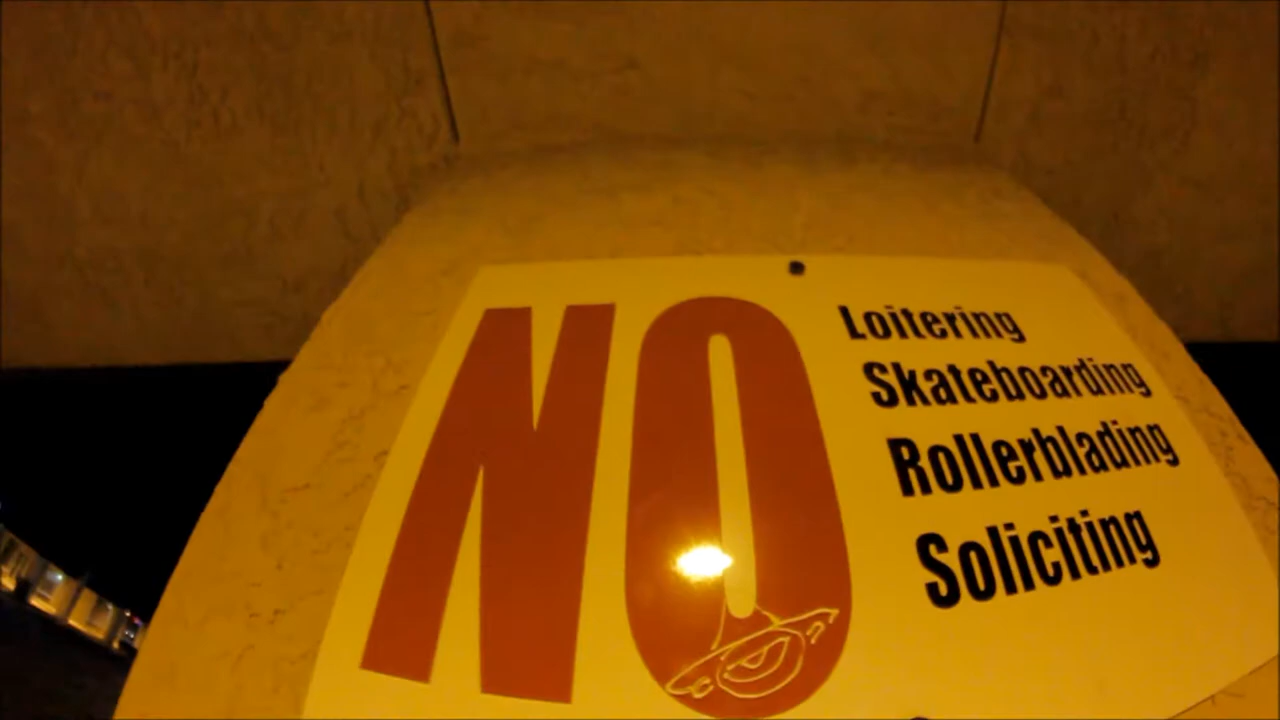 NO
Loitering
Skateboarding
Rollerblading
Soliciting